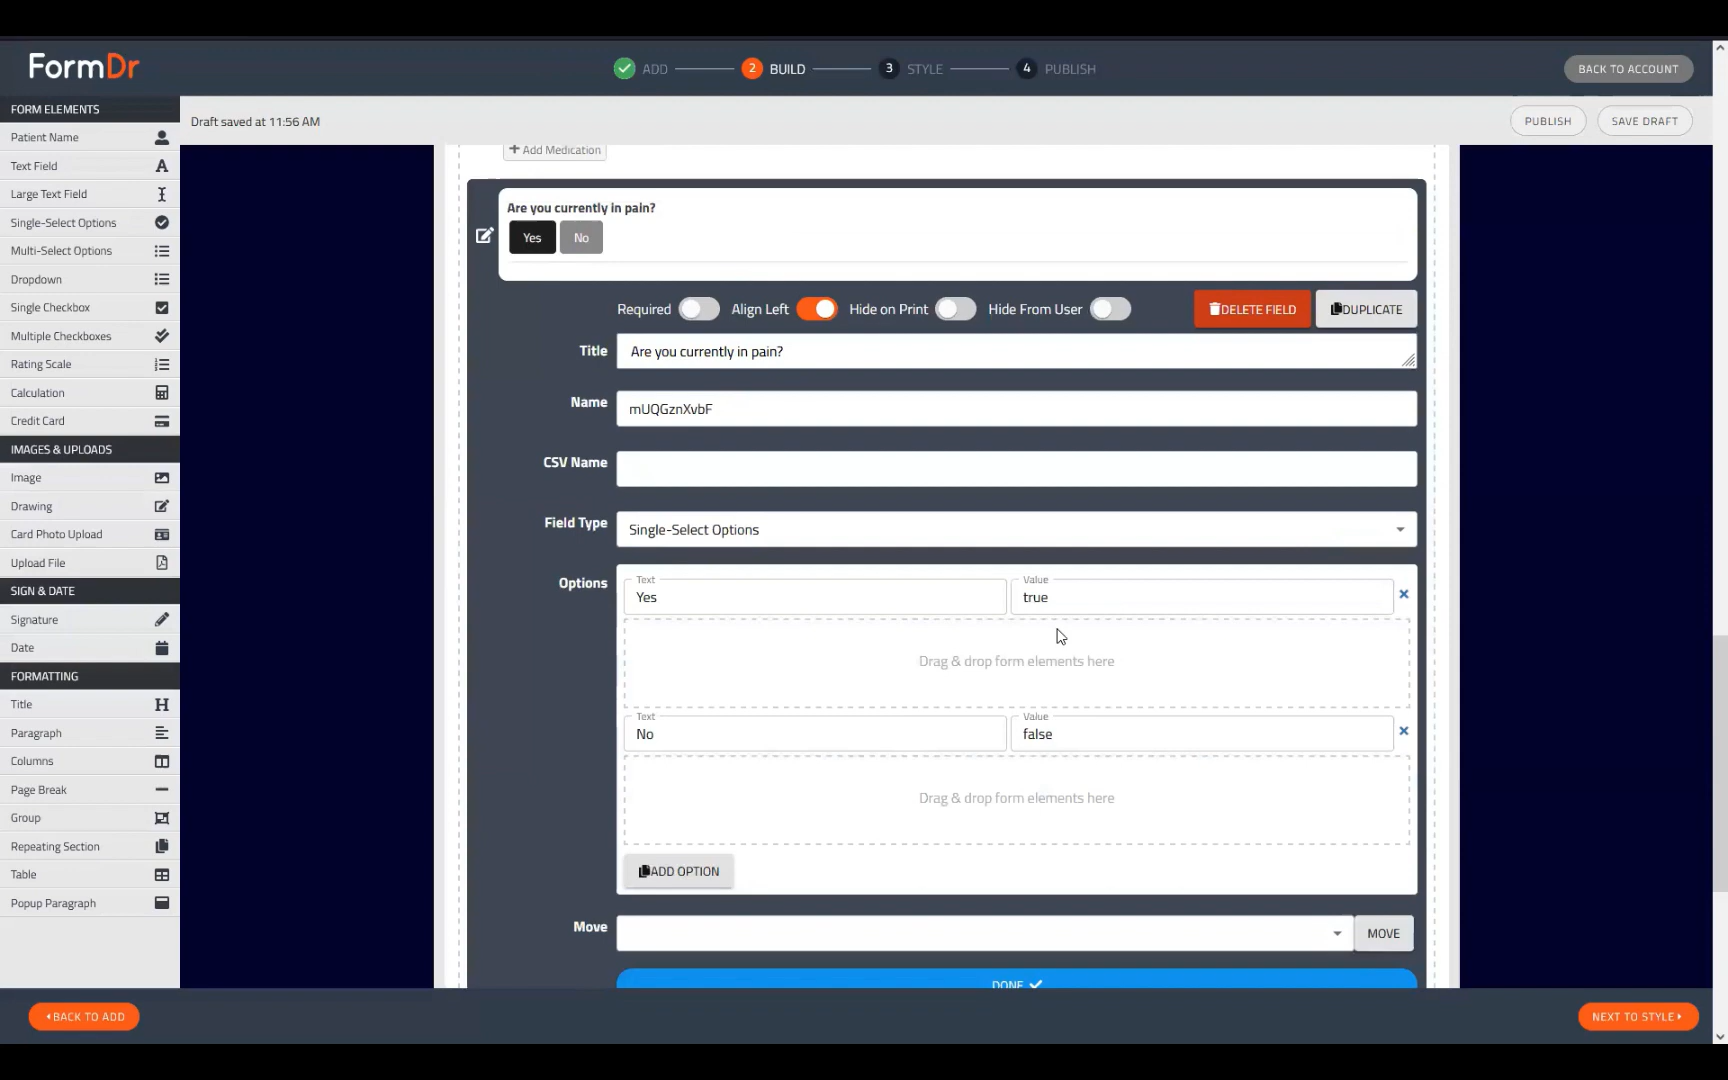 FormDr
ADD
2 BUILD
3 STYLE
4 PUBLISH
BACK TO ACCOUNT
FORM ELEMENTS
Draft saved at 11:56 AM
PUBLISH
SAVE DRAFT
Patient Name
Text Field
Large Text Field
Single-Select Options
Multi-Select Options
Dropdown
Single Checkbox
Multiple Checkboxes
Rating Scale
Calculation
Credit Card
IMAGES & UPLOADS
Image
Drawing
Card Photo Upload
Upload File
SIGN & DATE
Signature
Date
FORMATTING
Title
Paragraph
Columns
Page Break
Group
Repeating Section
Table
Popup Paragraph
+ Add Medication
Are you currently in pain?
Yes No
Required Align Left Hide on Print Hide From User
DELETE FIELD
DUPLICATE
Title Are you currently in pain?
Name mUQGznXvbF
CSV Name
Field Type Single-Select Options
Options
Text Yes
Value true
Drag & drop form elements here
Text No
Value false
Drag & drop form elements here
ADD OPTION
Move
MOVE
DONE
BACK TO ADD
NEXT TO STYLE